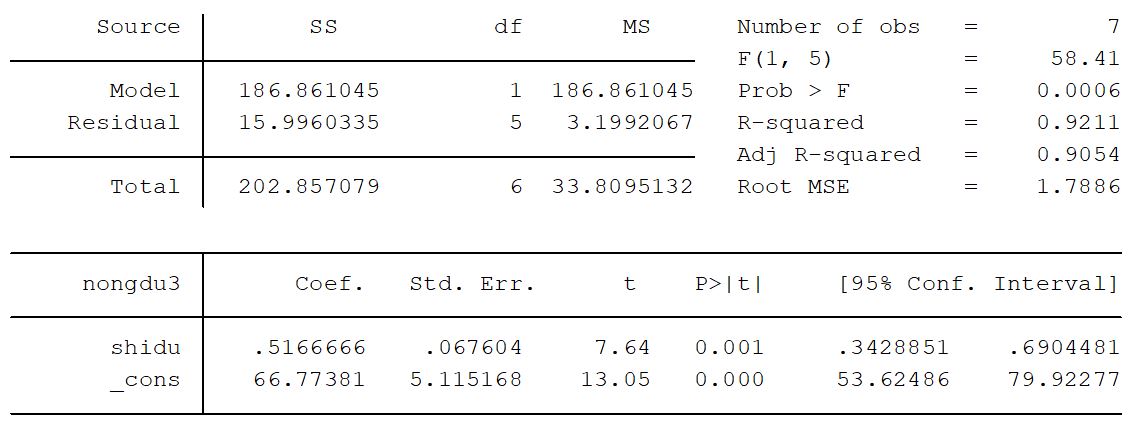 Source SS df MS Number of obs = 7
F(1, 5) = 58.41
Model 186.861045 1 186.861045 Prob > F = 0.0006
Residual 15.9960335 5 3.1992067 R-squared = 0.9211
Adj R-squared = 0.9054
Total 202.857079 6 33.8095132 Root MSE = 1.7886
nongdu3 Coef. Std. Err. t P>|t| [95% Conf. Interval]
shidu .5166666 .067604 7.64 0.001 .3428851 .6904481
_cons 66.77381 5.115168 13.05 0.000 53.62486 79.92277